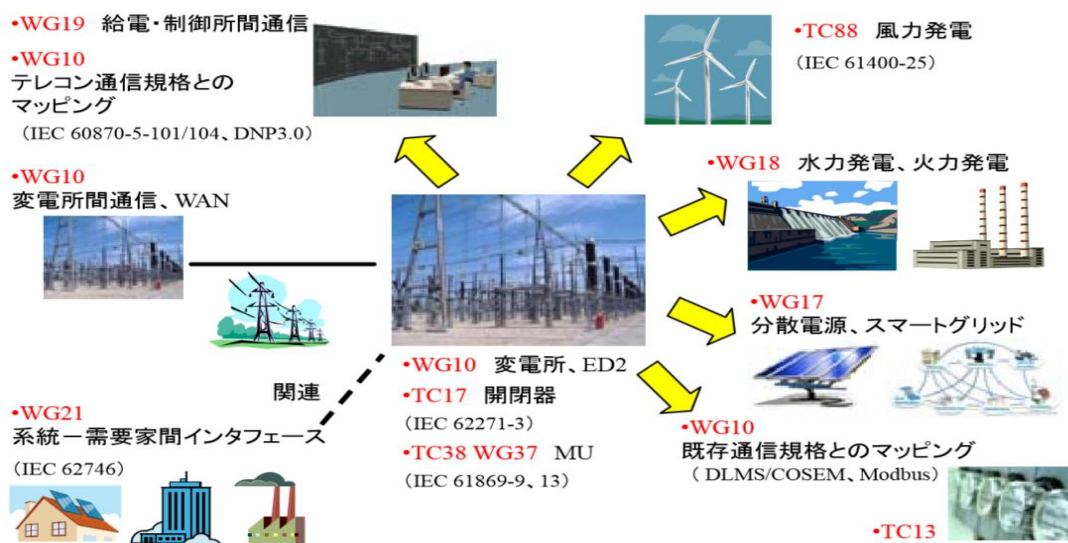 •WG19 給電・制御所間通信
•WG10
テレコン通信規格との
マッピング
(IEC 60870-5-101/104、DNP3.0)
•TC88 風力発電
(IEC 61400-25)
•WG10
変電所間通信、WAN
•WG18 水力発電、火力発電
•WG17
分散電源、スマートグリッド
•WG10 変電所、ED2
•TC17 開閉器
(IEC 62271-3)
•TC38 WG37 MU
(IEC 61869-9、13)
関連
•WG21
系統－需要家間インタフェース
(IEC 62746)
•WG10
既存通信規格とのマッピング
(DLMS/COSEM、Modbus)
•TC13